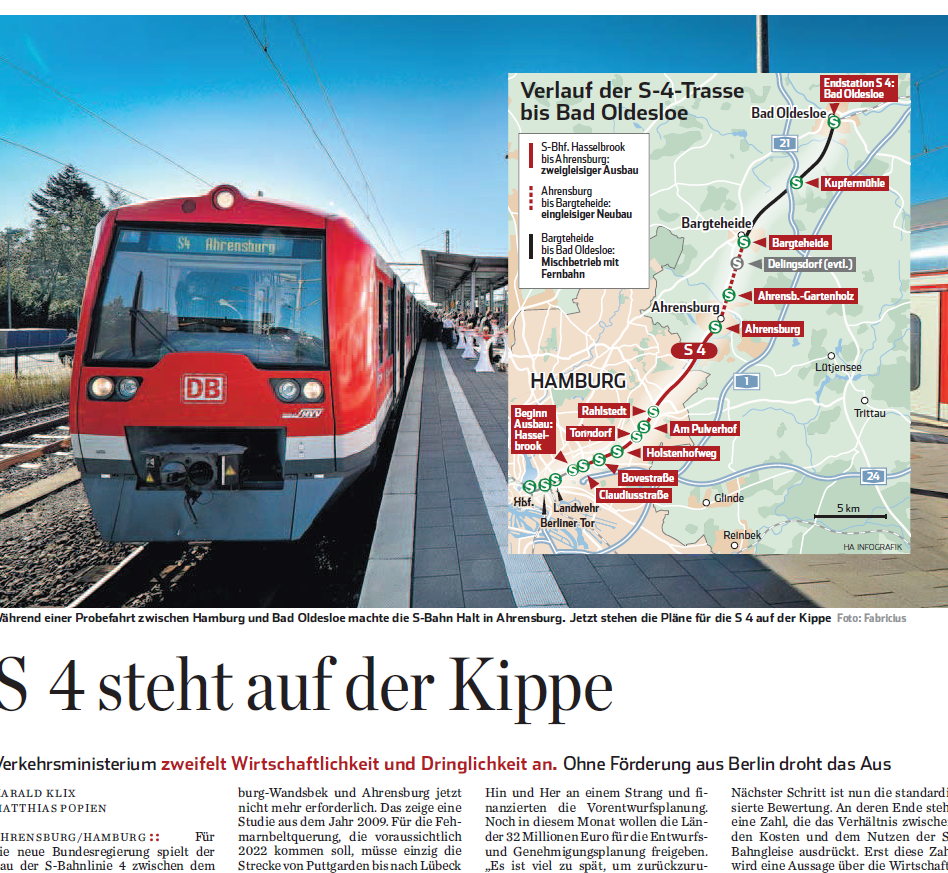 S4 Ahrensburg
DB
HVV
Verlauf der S-4-Trasse
bis Bad Oldesloe
S-Bhf. Hasselbrook
bis Ahrensburg:
zweigleisiger Ausbau
Ahrensburg
bis Bargteheide:
eingleisiger Neubau
Bargteheide
bis Bad Oldesloe:
Mischbetrieb mit
Fernbahn
Endstation S 4:
Bad Oldesloe
Bad Oldesloe
21
Kupfermühle
Bargteheide
Bargteheide
Delingsdorf (evtl.)
Ahrensb.-Gartenholz
Ahrensburg
Ahrensburg
S 4
Lütjensee
HAMBURG
1
Trittau
Rahlstedt
Beginn
Ausbau:
Hassel-
brook
Am Pulverhof
Tonndorf
Holstenhofweg
Bovestraße
24
Claudiusstraße
Hbf.
Landwehr
Berliner Tor
Glinde
5 km
Reinbek
HA INFOGRAFIK
Während einer Probefahrt zwischen Hamburg und Bad Oldesloe machte die S-Bahn Halt in Ahrensburg. Jetzt stehen die Pläne für die S 4 auf der Kippe Foto: Fabricius
S 4 steht auf der Kippe
Verkehrsministerium zweifelt Wirtschaftlichkeit und Dringlichkeit an. Ohne Förderung aus Berlin droht das Aus
HARALD KLIX
MATTHIAS POPIEN
AHRENSBURG/HAMBURG :: Für
die neue Bundesregierung spielt der
Bau der S-Bahnlinie 4 zwischen dem
burg-Wandsbek und Ahrensburg jetzt
nicht mehr erforderlich. Das zeige eine
Studie aus dem Jahr 2009. Für die Feh-
marnbeltquerung, die voraussichtlich
2022 kommen soll, müsse einzig die
Strecke von Puttgarden bis nach Lübeck
Hin und Her an einem Strang und fi-
nanzierten die Vorentwurfsplanung.
Noch in diesem Monat wollen die Län-
der 32 Millionen Euro für die Entwurfs-
und Genehmigungsplanung freigeben.
„Es ist viel zu spät, um zurückzuru-
Nächster Schritt ist nun die standardi-
sierte Bewertung. An deren Ende steht
eine Zahl, die das Verhältnis zwischen
den Kosten und dem Nutzen der S-
Bahngleise ausdrückt. Erst diese Zahl
wird eine Aussage über die Wirtschaft-